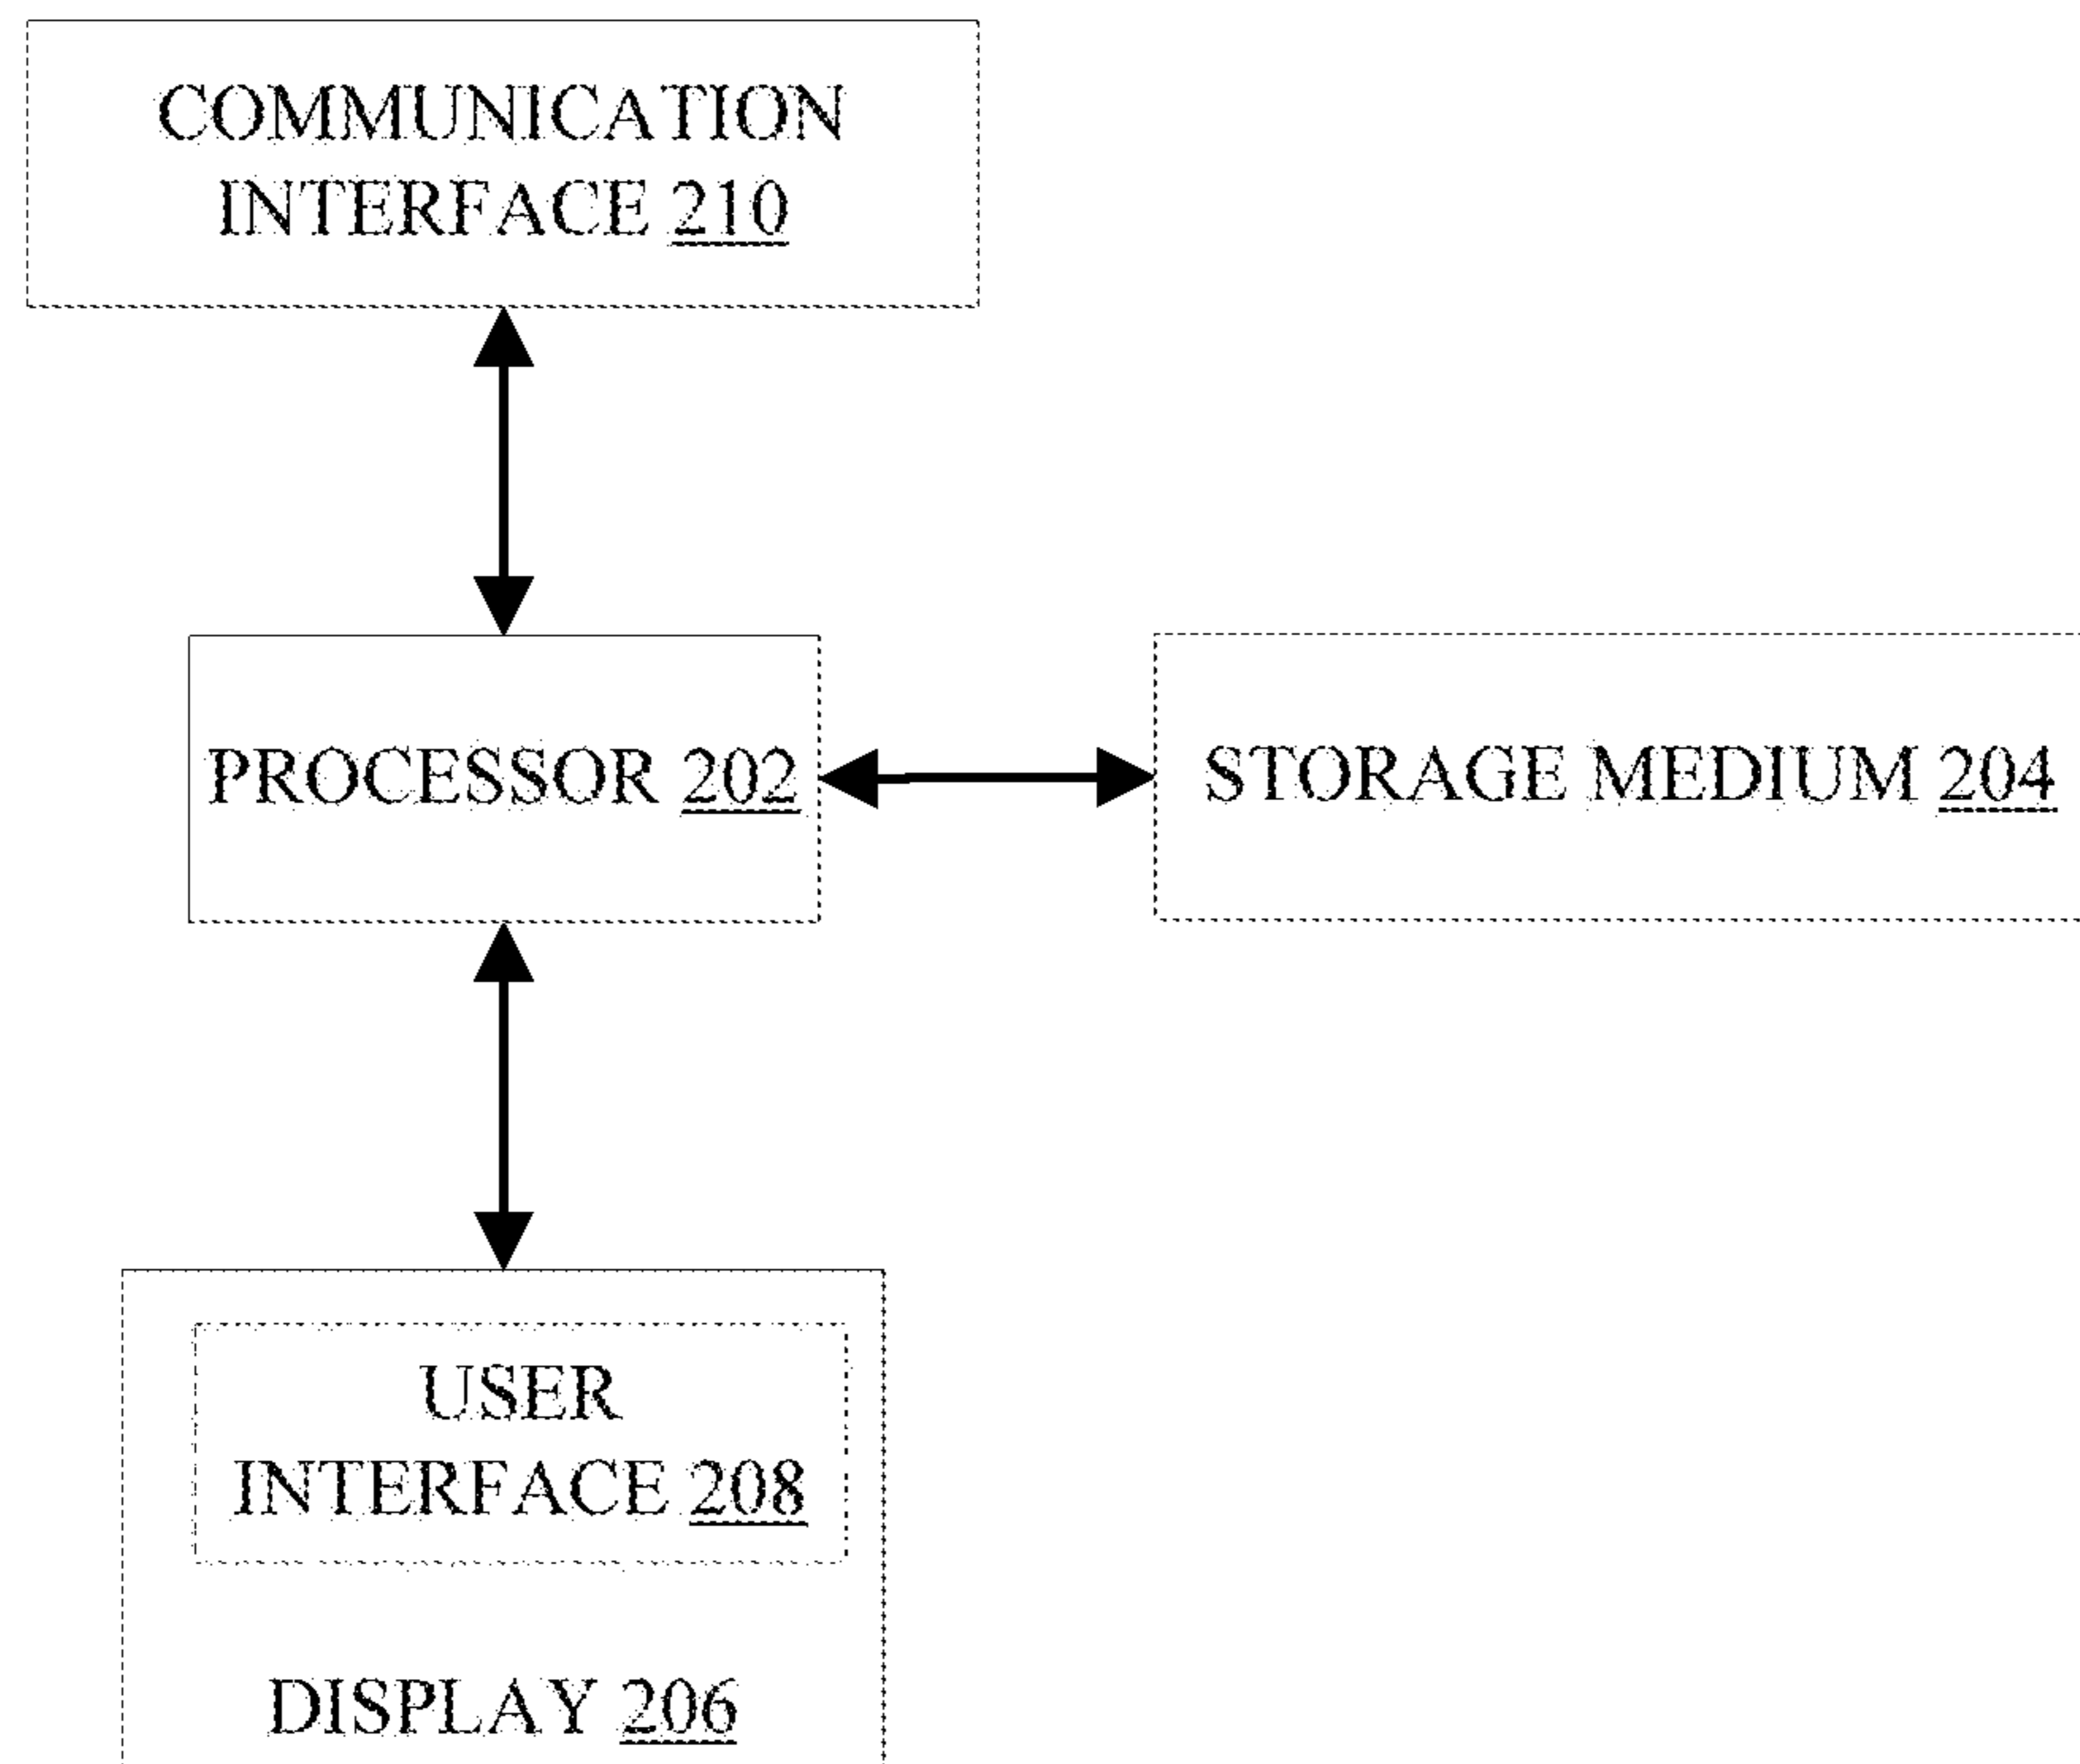 COMMUNICATION
INTERFACE 210
PROCESSOR 202
STORAGE MEDIUM 204
USER
INTERFACE 208
DISPLAY 206